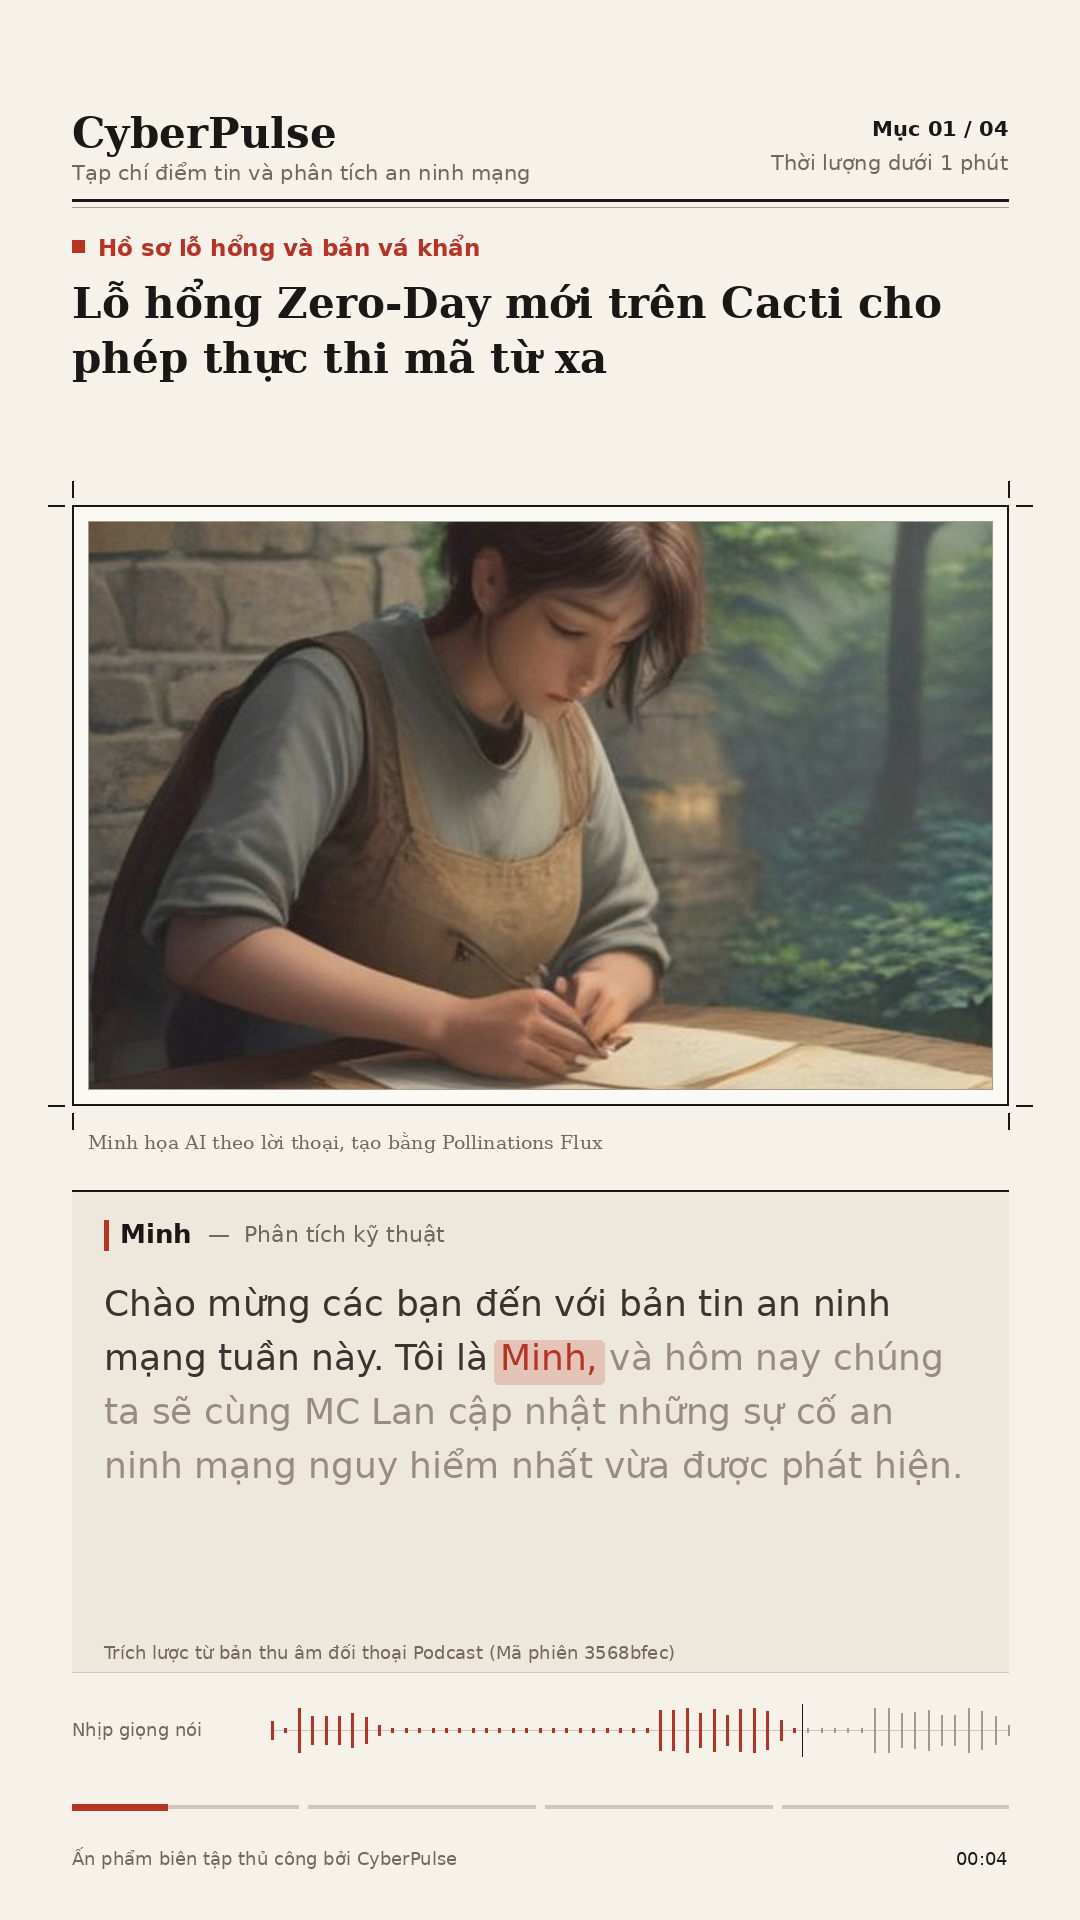 CyberPulse
Tạp chí điểm tin và phân tích an ninh mạng
Mục 01 / 04
Thời lượng dưới 1 phút
Hồ sơ lỗ hổng và bản vá khẩn
Lỗ hổng Zero-Day mới trên Cacti cho
phép thực thi mã từ xa
Minh họa AI theo lời thoại, tạo bằng Pollinations Flux
Minh — Phân tích kỹ thuật
Chào mừng các bạn đến với bản tin an ninh
mạng tuần này. Tôi là Minh, và hôm nay chúng
ta sẽ cùng MC Lan cập nhật những sự cố an
ninh mạng nguy hiểm nhất vừa được phát hiện.
Trích lược từ bản thu âm đối thoại Podcast (Mã phiên 3568bfec)
Nhịp giọng nói
Ấn phẩm biên tập thủ công bởi CyberPulse
00:04